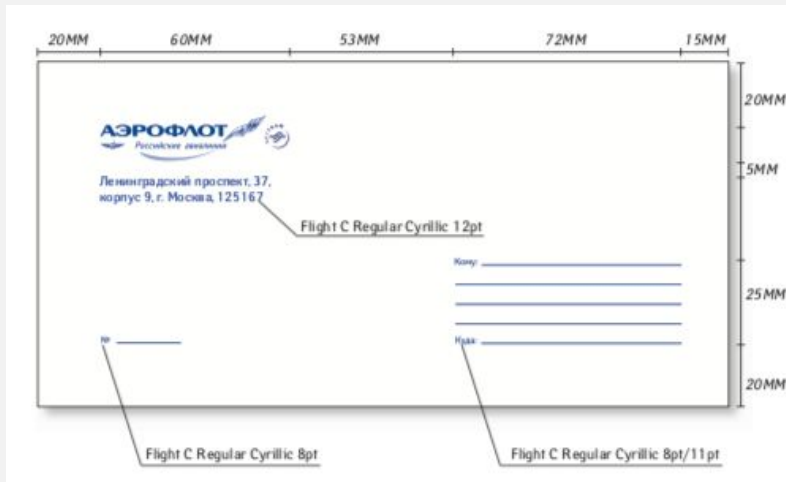 20MM 60MM 53MM 72MM 15MM
20MM
АЭРОФЛОТ
Российские авиалинии
5MM
Ленинградский проспект, 37,
корпус 9, г. Москва, 125167
Flight C Regular Cyrillic 12pt
Кому:
25MM
№
Куда:
20MM
Flight C Regular Cyrillic 8pt
Flight C Regular Cyrillic 8pt/11pt